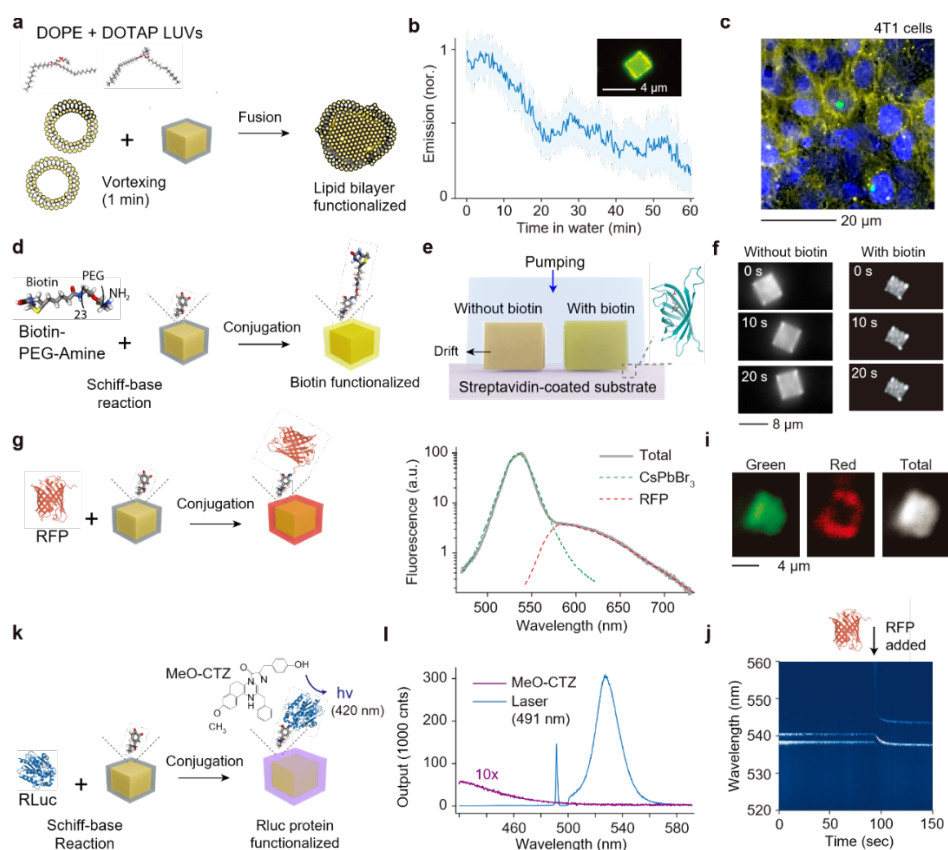 a
DOPE + DOTAP LUVs
+
Vortexing
(1 min)
Fusion
Lipid bilayer
functionalized
b
Emission (nor.)
1
0
4 µm
0 10 20 30 40 50 60
Time in water (min)
c
4T1 cells
20 µm
d
Biotin
PEG
NH2
23
Biotin-
PEG-Amine
+
Schiff-base
reaction
Conjugation
Biotin functionalized
e
Pumping
Without biotin
With biotin
Drift
Streptavidin-coated substrate
f
Without biotin
With biotin
0 s
0 s
10 s
10 s
20 s
20 s
8 µm
g
RFP
+
Conjugation
Fluorescence (a.u.)
100
10
1
Total
CsPbBr3
RFP
500 550 600 650 700
Wavelength (nm)
i
Green
Red
Total
4 µm
k
RLuc
+
Schiff-base
Reaction
MeO-CTZ
OH
O
N
N
N
H
CH3
hν
(420 nm)
Conjugation
Rluc protein
functionalized
l
Output (1000 cnts)
300
200
100
0
MeO-CTZ
Laser
(491 nm)
10x
460 480 500 520 540 560 580
Wavelength (nm)
j
RFP
added
Wavelength (nm)
560
550
540
530
520
0 50 100 150
Time (sec)